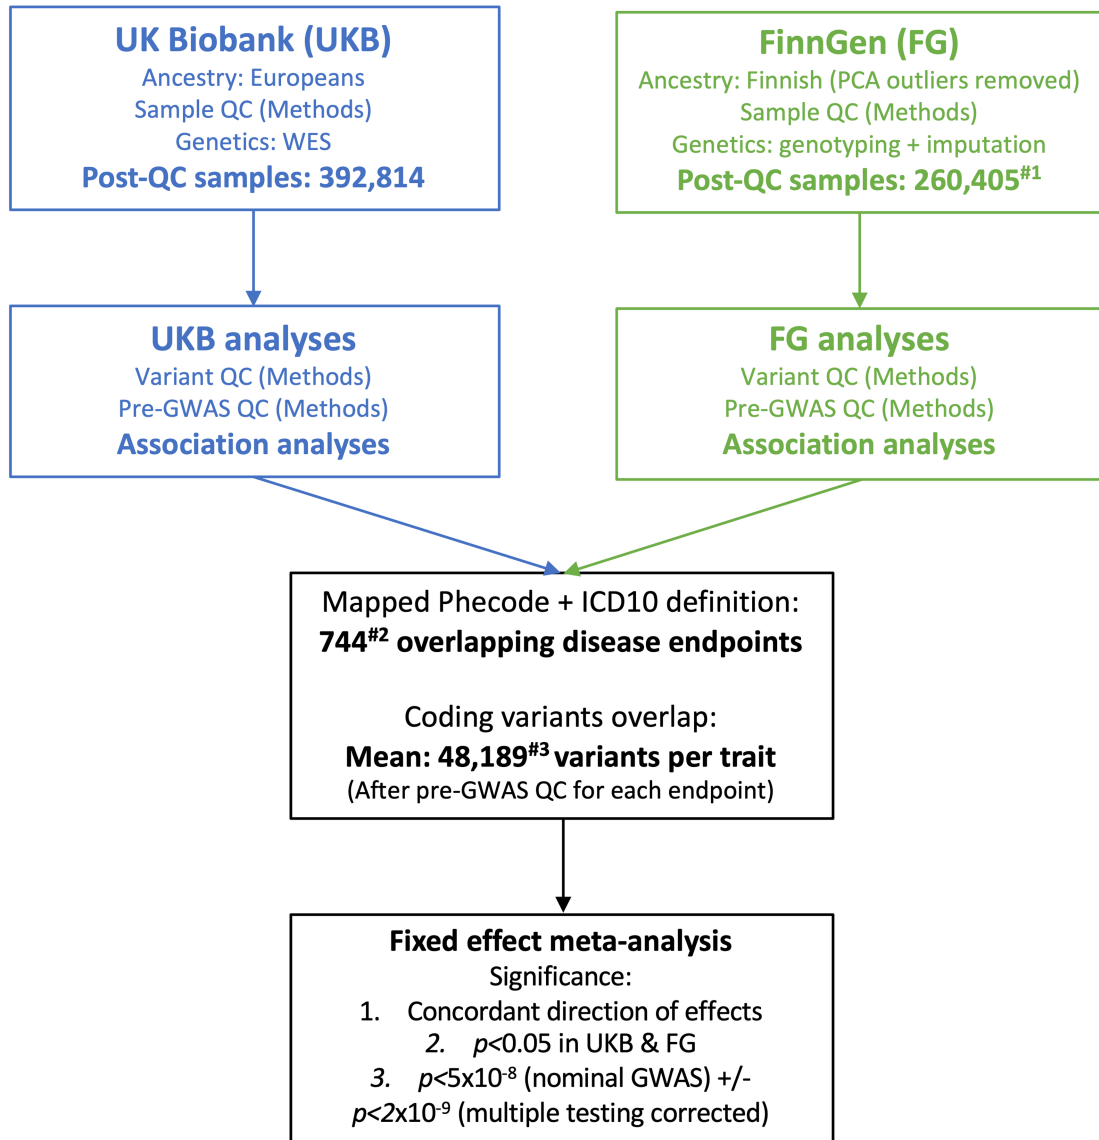 UK Biobank (UKB)
Ancestry: Europeans
Sample QC (Methods)
Genetics: WES
Post-QC samples: 392,814
FinnGen (FG)
Ancestry: Finnish (PCA outliers removed)
Sample QC (Methods)
Genetics: genotyping + imputation
Post-QC samples: 260,405#1
UKB analyses
Variant QC (Methods)
Pre-GWAS QC (Methods)
Association analyses
FG analyses
Variant QC (Methods)
Pre-GWAS QC (Methods)
Association analyses
Mapped Phecode + ICD10 definition:
744#2 overlapping disease endpoints
Coding variants overlap:
Mean: 48,189#3 variants per trait
(After pre-GWAS QC for each endpoint)
Fixed effect meta-analysis
Significance:
1. Concordant direction of effects
2. p<0.05 in UKB & FG
3. p<5x10-8 (nominal GWAS) +/-
p<2x10-9 (multiple testing corrected)